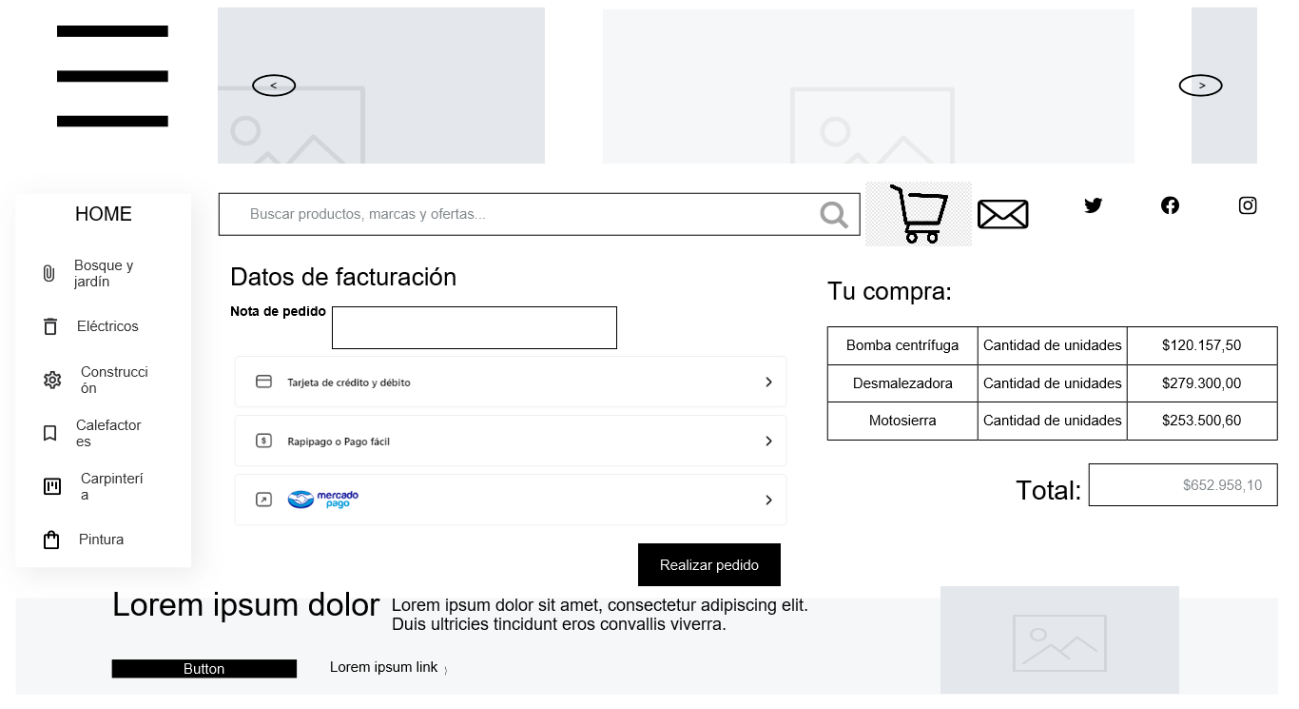 <
>
HOME
Bosque y
jardín
Eléctricos
Construcci
ón
Calefactor
es
Carpinterí
a
Pintura
Buscar productos, marcas y ofertas...
Datos de facturación
Nota de pedido
Tarjeta de crédito y débito
Rapipago o Pago fácil
mercado
pago
Realizar pedido
Tu compra:
Bomba centrífuga Cantidad de unidades $120.157,50
Desmalezadora Cantidad de unidades $279.300,00
Motosierra Cantidad de unidades $253.500,60
Total: $652.958,10
Lorem ipsum dolor
Lorem ipsum dolor sit amet, consectetur adipiscing elit.
Duis ultricies tincidunt eros convallis viverra.
Button
Lorem ipsum link